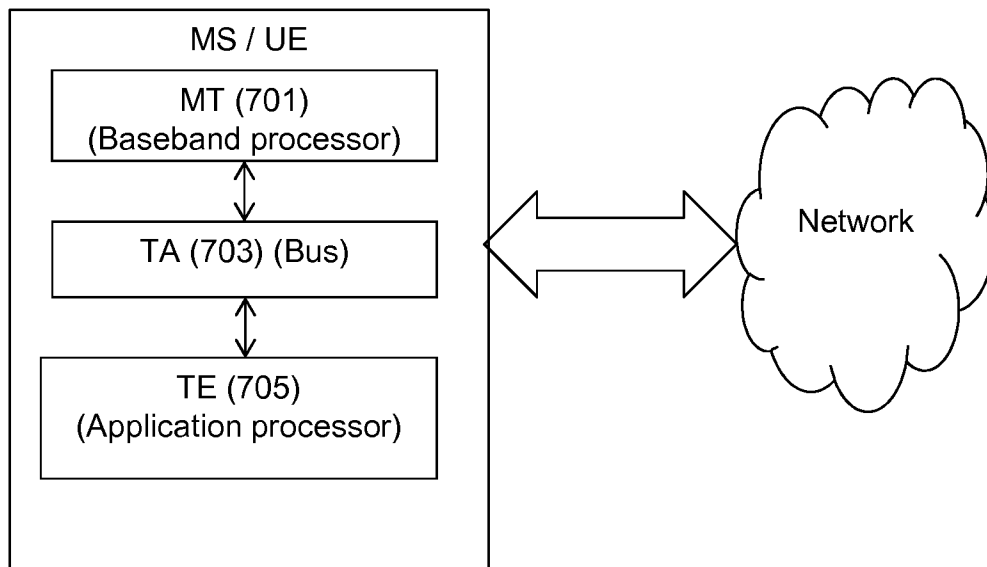 MS / UE
MT (701)
(Baseband processor)
TA (703) (Bus)
TE (705)
(Application processor)
Network